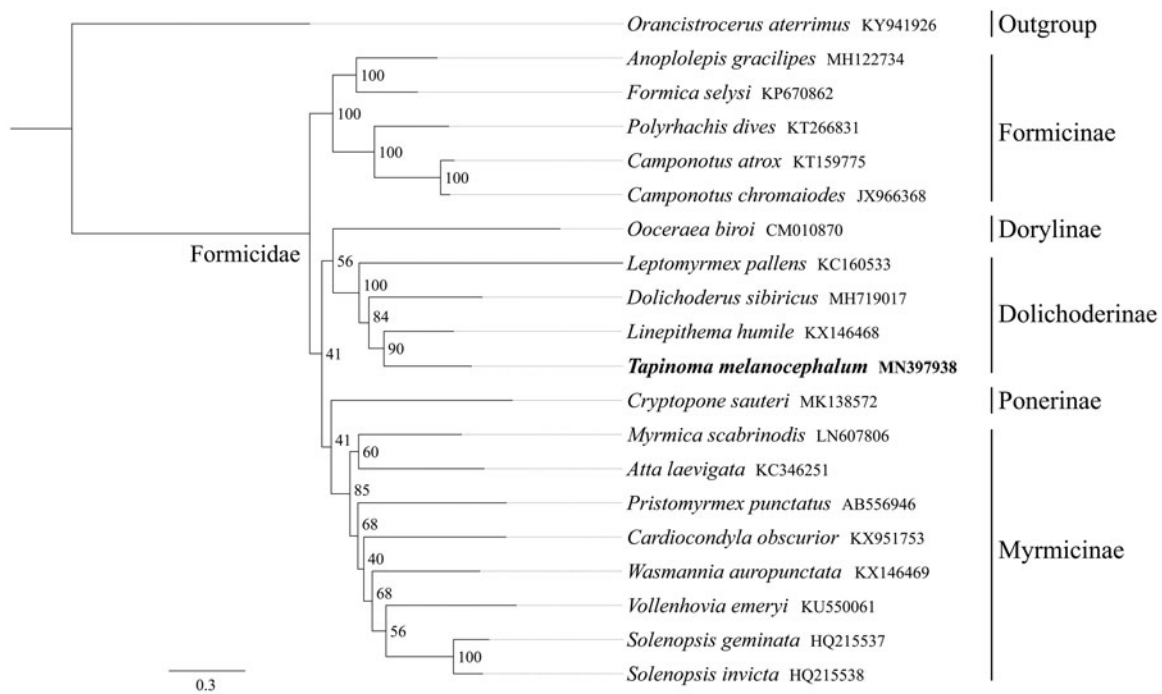 Orancistrocerus aterrimus KY941926
Outgroup
Anoplolepis gracilipes MH122734
100
Formica selysi KP670862
100
Formicinae
Polyrhachis dives KT266831
100
Camponotus atrox KT159775
100
Camponotus chromaiodes JX966368
Ooceraea biroi CM010870
Dorylinae
Formicidae
56
Leptomyrmex pallens KC160533
100
Dolichoderus sibiricus MH719017
Dolichoderinae
84
Linepithema humile KX146468
90
41
Tapinoma melanocephalum MN397938
Cryptopone sauteri MK138572
Ponerinae
Myrmica scabrinodis LN607806
41
60
Atta laevigata KC346251
85
Pristomyrmex punctatus AB556946
68
Cardiocondyla obscurior KX951753
Myrmicinae
40
Wasmannia auropunctata KX146469
68
Vollenhovia emeryi KU550061
56
Solenopsis geminata HQ215537
100
Solenopsis invicta HQ215538
0.3